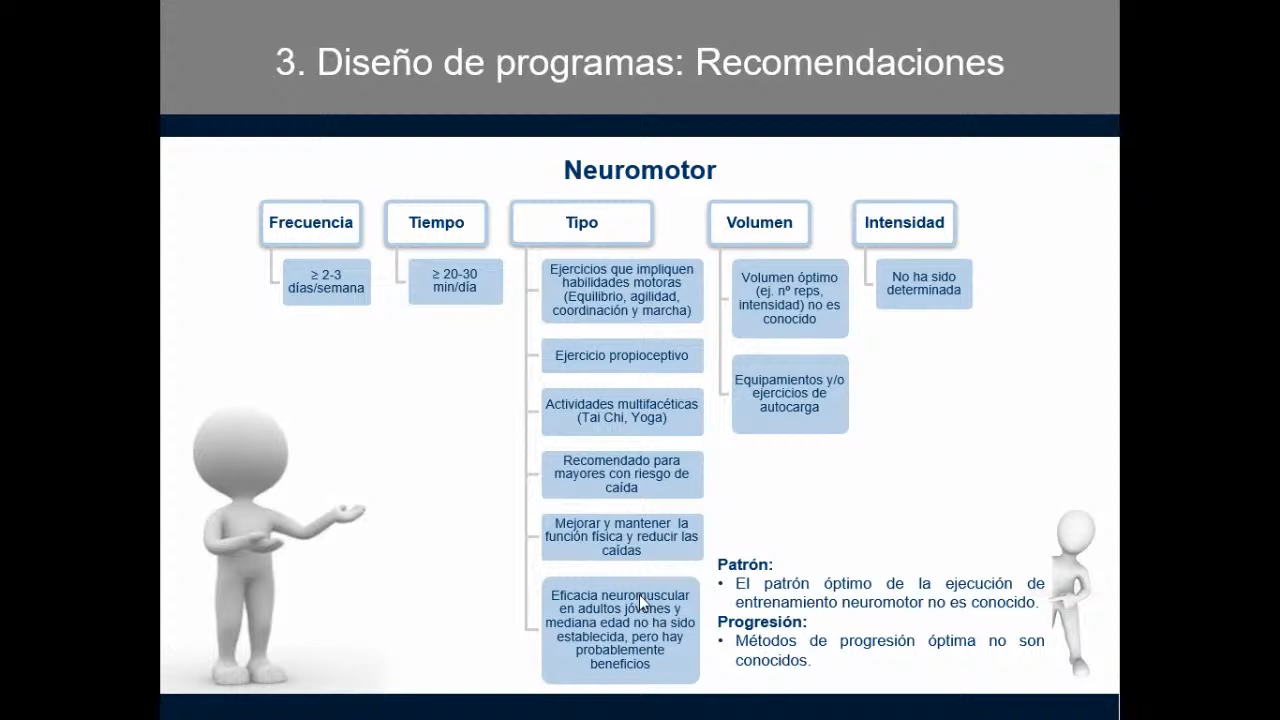 3. Diseño de programas: Recomendaciones
Neuromotor
Frecuencia
≥ 2-3
días/semana
Tiempo
≥ 20-30
min/día
Tipo
Ejercicios que impliquen
habilidades motoras
(Equilibrio, agilidad,
coordinación y marcha)
Ejercicio propioceptivo
Actividades multifacéticas
(Tai Chi, Yoga)
Recomendado para
mayores con riesgo de
caída
Mejorar y mantener la
función física y reducir las
caídas
Eficacia neuromuscular
en adultos jóvenes y
mediana edad no ha sido
establecida, pero hay
probablemente
beneficios
Volumen
Volumen óptimo
(ej. nº reps,
intensidad) no es
conocido
Equipamientos y/o
ejercicios de
autocarga
Intensidad
No ha sido
determinada
Patrón:
• El patrón óptimo de la ejecución de
entrenamiento neuromotor no es conocido.
Progresión:
• Métodos de progresión óptima no son
conocidos.